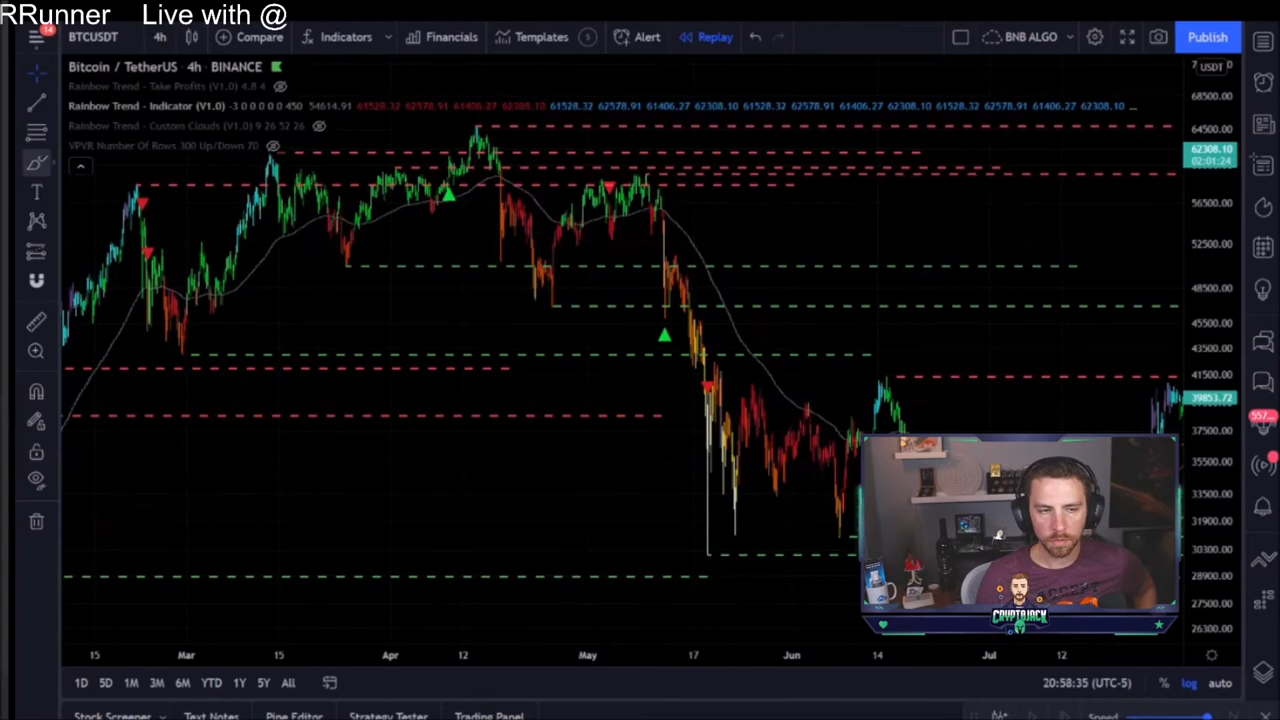 RRunner Live with @
14
BTCUSDT 4h Compare Indicators Financials Templates Alert Replay BNB ALGO Publish
Bitcoin / TetherUS · 4h · BINANCE
Rainbow Trend - Take Profits (V1.0) 4.8 4
Rainbow Trend - Indicator (V1.0) -3 0 0 0 0 0 450 54614.91 61528.32 62578.91 61406.27 62308.10 61528.32 62578.91 61406.27 62308.10 61528.32 62578.91 61406.27 62308.10 61528.32 62578.91 61406.27 62308.10 ...
Rainbow Trend - Custom Clouds (V1.0) 9 26 52 26
VPVR Number Of Rows 300 Up/Down 70
USDT
68500.00
64500.00
62308.10
02:01:24
56500.00
52500.00
48500.00
45500.00
43500.00
41500.00
39853.72
37500.00
35500.00
33500.00
31900.00
30300.00
28900.00
27500.00
26300.00
557
CRYPTAJACK
15 Mar 15 Apr 12 May 17 Jun 14 Jul 12
1D 5D 1M 3M 6M YTD 1Y 5Y All 20:58:35 (UTC-5) % log auto
Stock Screener Text Notes Pine Editor Strategy Tester Trading Panel Speed